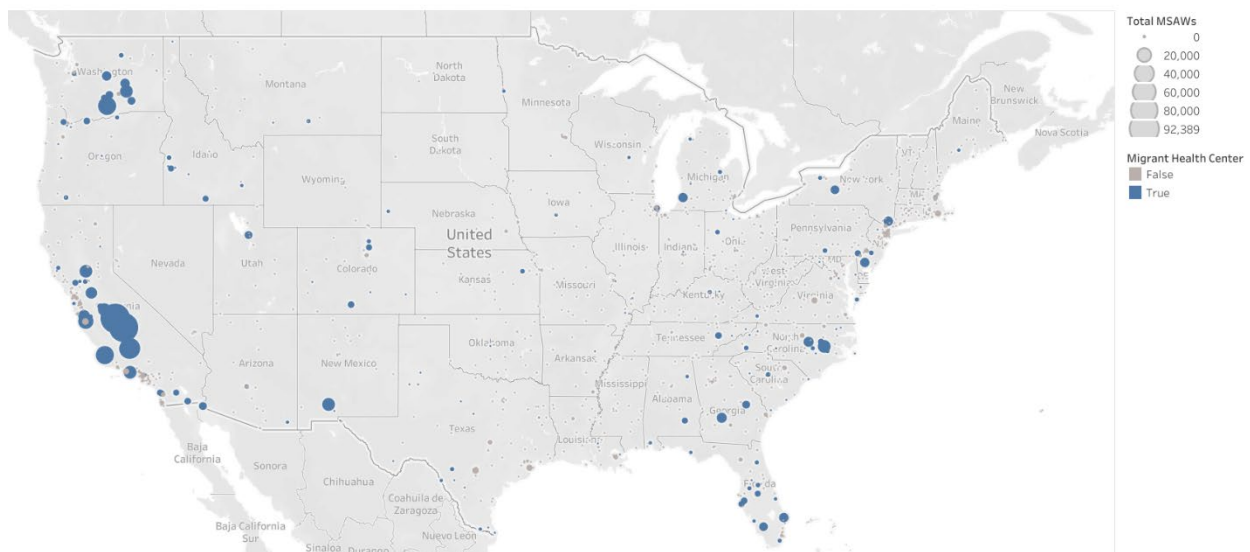 Total MSAWs
0
20,000
40,000
60,000
80,000
92,389
Migrant Health Center
False
True
Washington
Montana
North
Dakota
Minnesota
New
Brunswick
Maine
Nova Scotia
Oregon
Idaho
South
Dakota
Wisconsin
Michigan
New York
Wyoming
Nebraska
Iowa
Pennsylvania
United
States
Illinois
Indiana
Ohio
Nevada
Utah
Colorado
Kansas
Missouri
West
Virginia
Kentucky
Virginia
Tennessee
North
Carolina
Oklahoma
Arkansas
Arizona
New Mexico
South
Carolina
Mississippi
Alabama
Georgia
Texas
Louisiana
Florida
Baja
California
Sonora
Chihuahua
Coahuila de
Zaragoza
Nuevo León
Baja California
Sur
Sinaloa
Durango